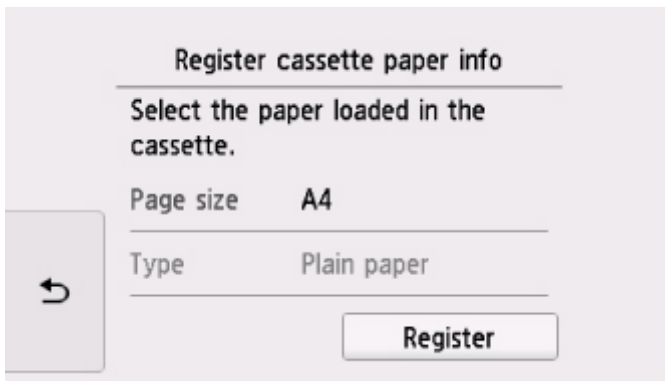 Register cassette paper info
Select the paper loaded in the
cassette.
Page size A4
Type Plain paper
Register